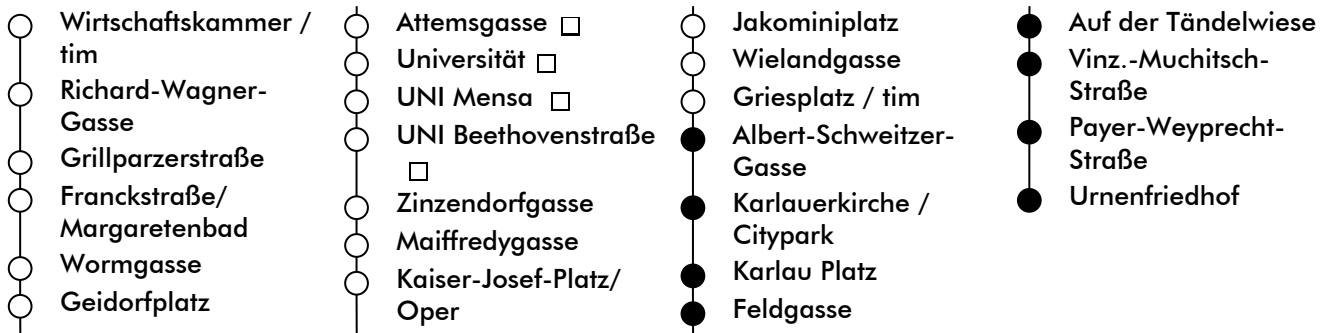 Wirtschaftskammer /
tim
Richard-Wagner-
Gasse
Grillparzerstraße
Franckstraße/
Margaretenbad
Wormgasse
Geidorfplatz
Attemsgasse □
Universität □
UNI Mensa □
UNI Beethovenstraße
□
Zinzendorfgasse
Maiffredygasse
Kaiser-Josef-Platz/
Oper
Jakominiplatz
Wielandgasse
Griesplatz / tim
Albert-Schweitzer-
Gasse
Karlauerkirche /
Citypark
Karlau Platz
Feldgasse
Auf der Tändelwiese
Vinz.-Muchitsch-
Straße
Payer-Weyprecht-
Straße
Urnenfriedhof